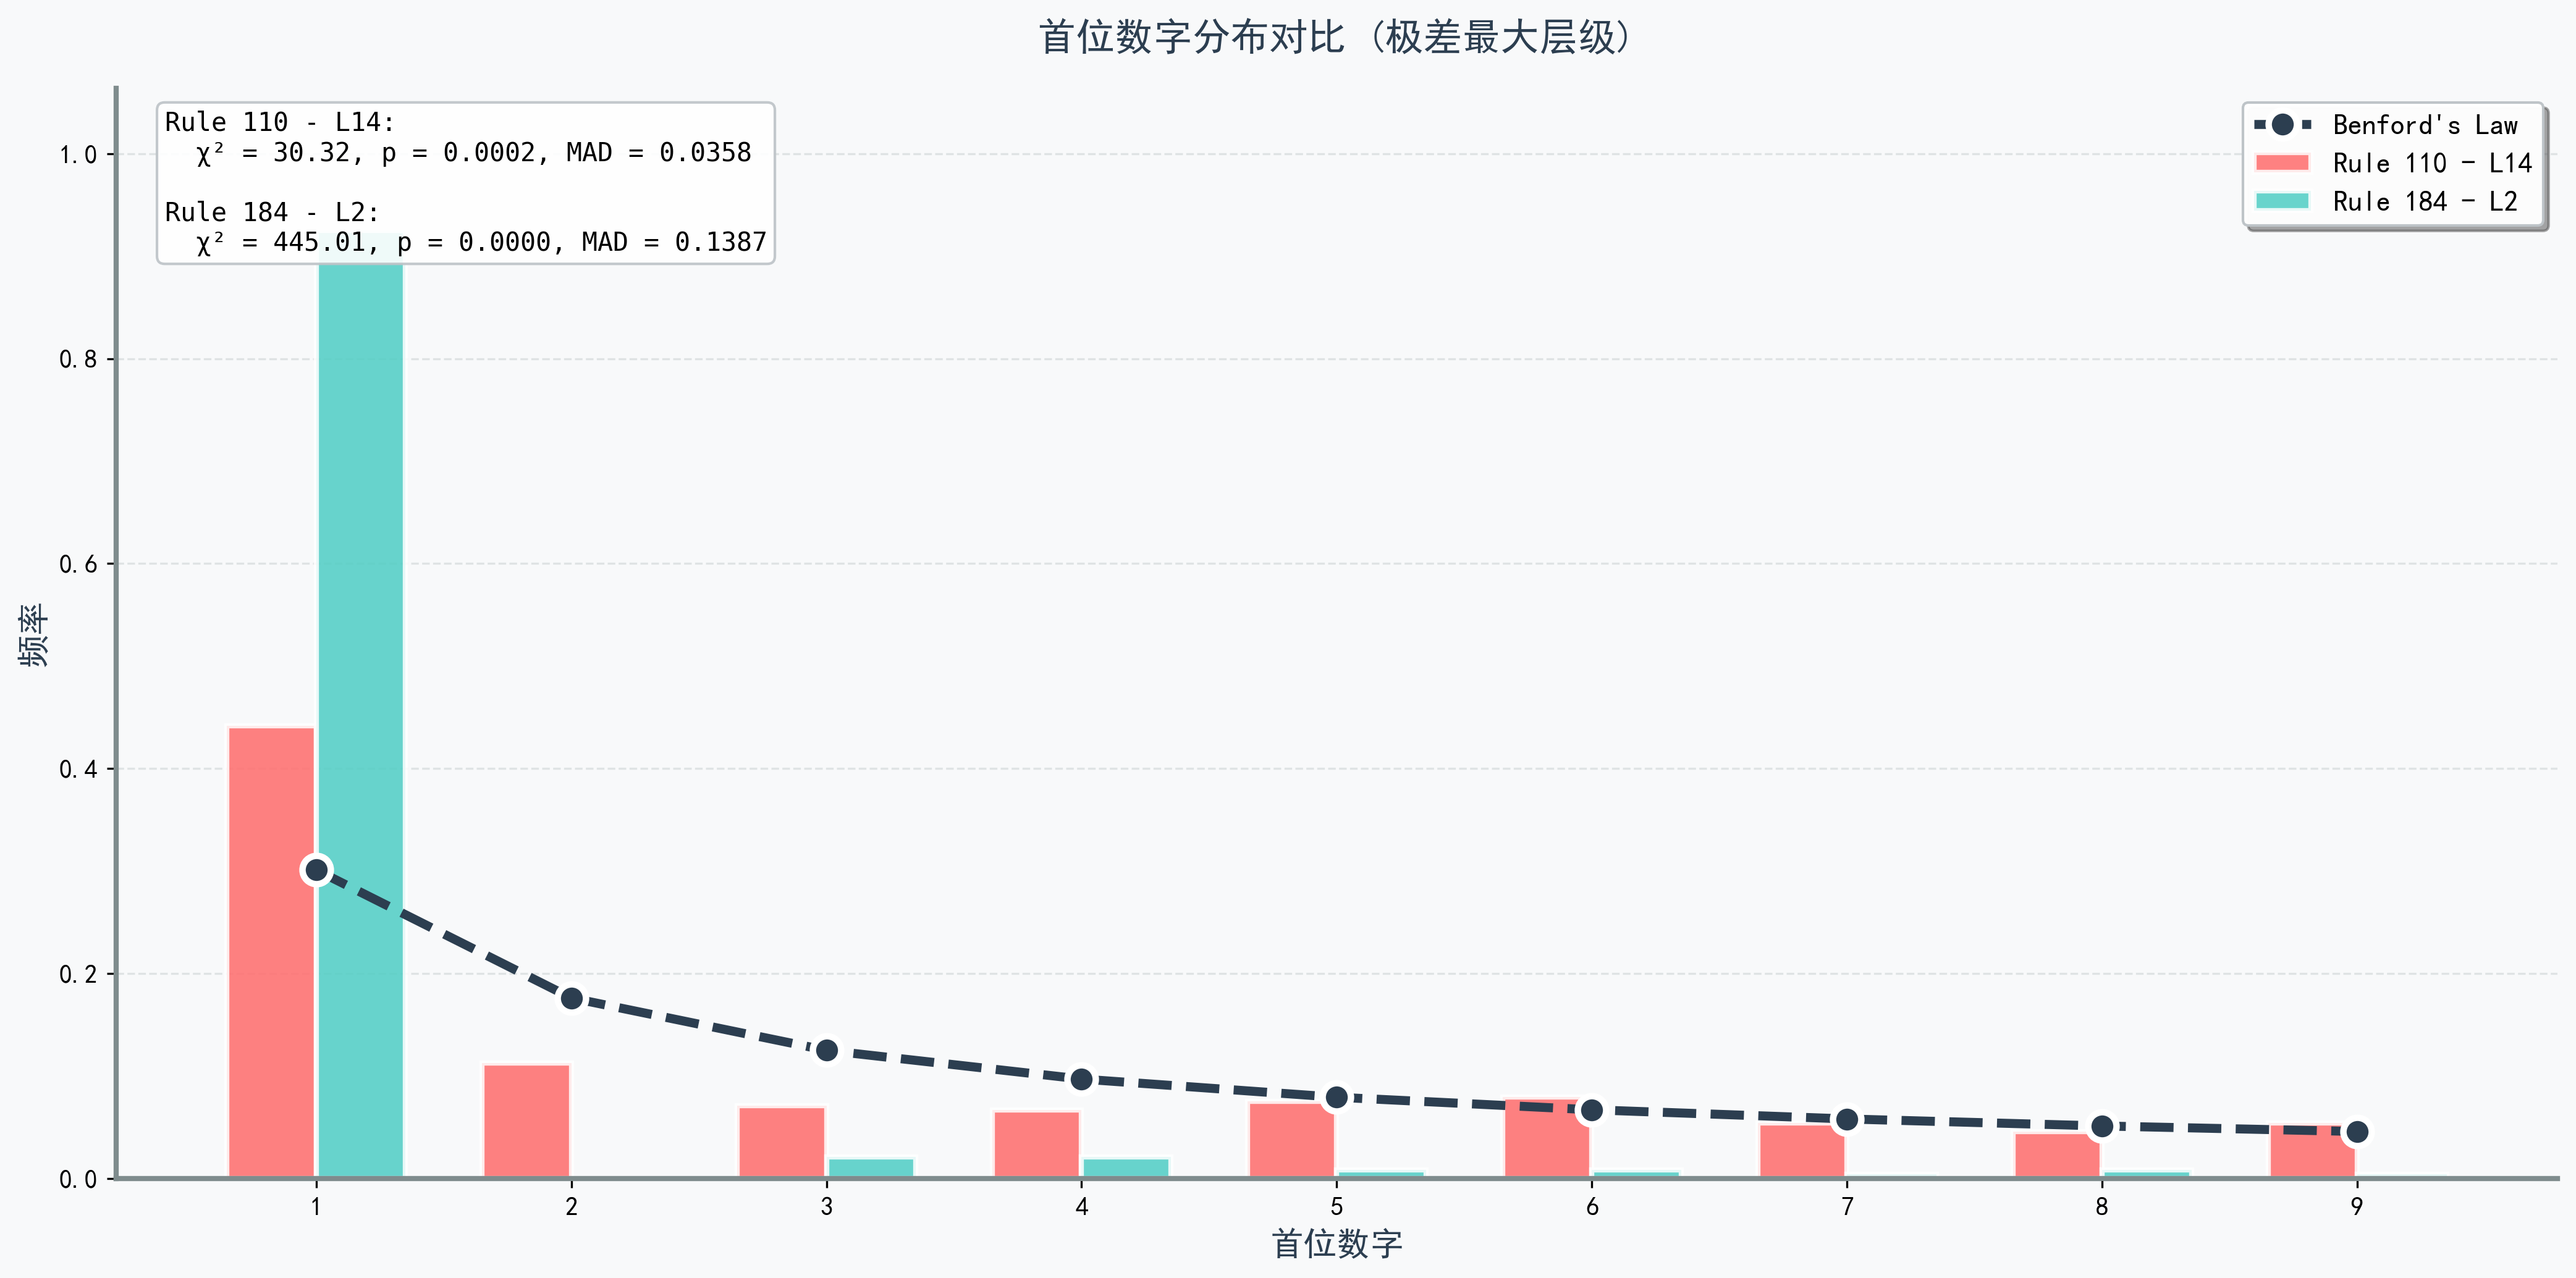 首位数字分布对比 (极差最大层级)
Rule 110 - L14:
χ² = 30.32, p = 0.0002, MAD = 0.0358
Rule 184 - L2:
χ² = 445.01, p = 0.0000, MAD = 0.1387
Benford's Law
Rule 110 - L14
Rule 184 - L2
频率
1.0
0.8
0.6
0.4
0.2
0.0
1 2 3 4 5 6 7 8 9
首位数字